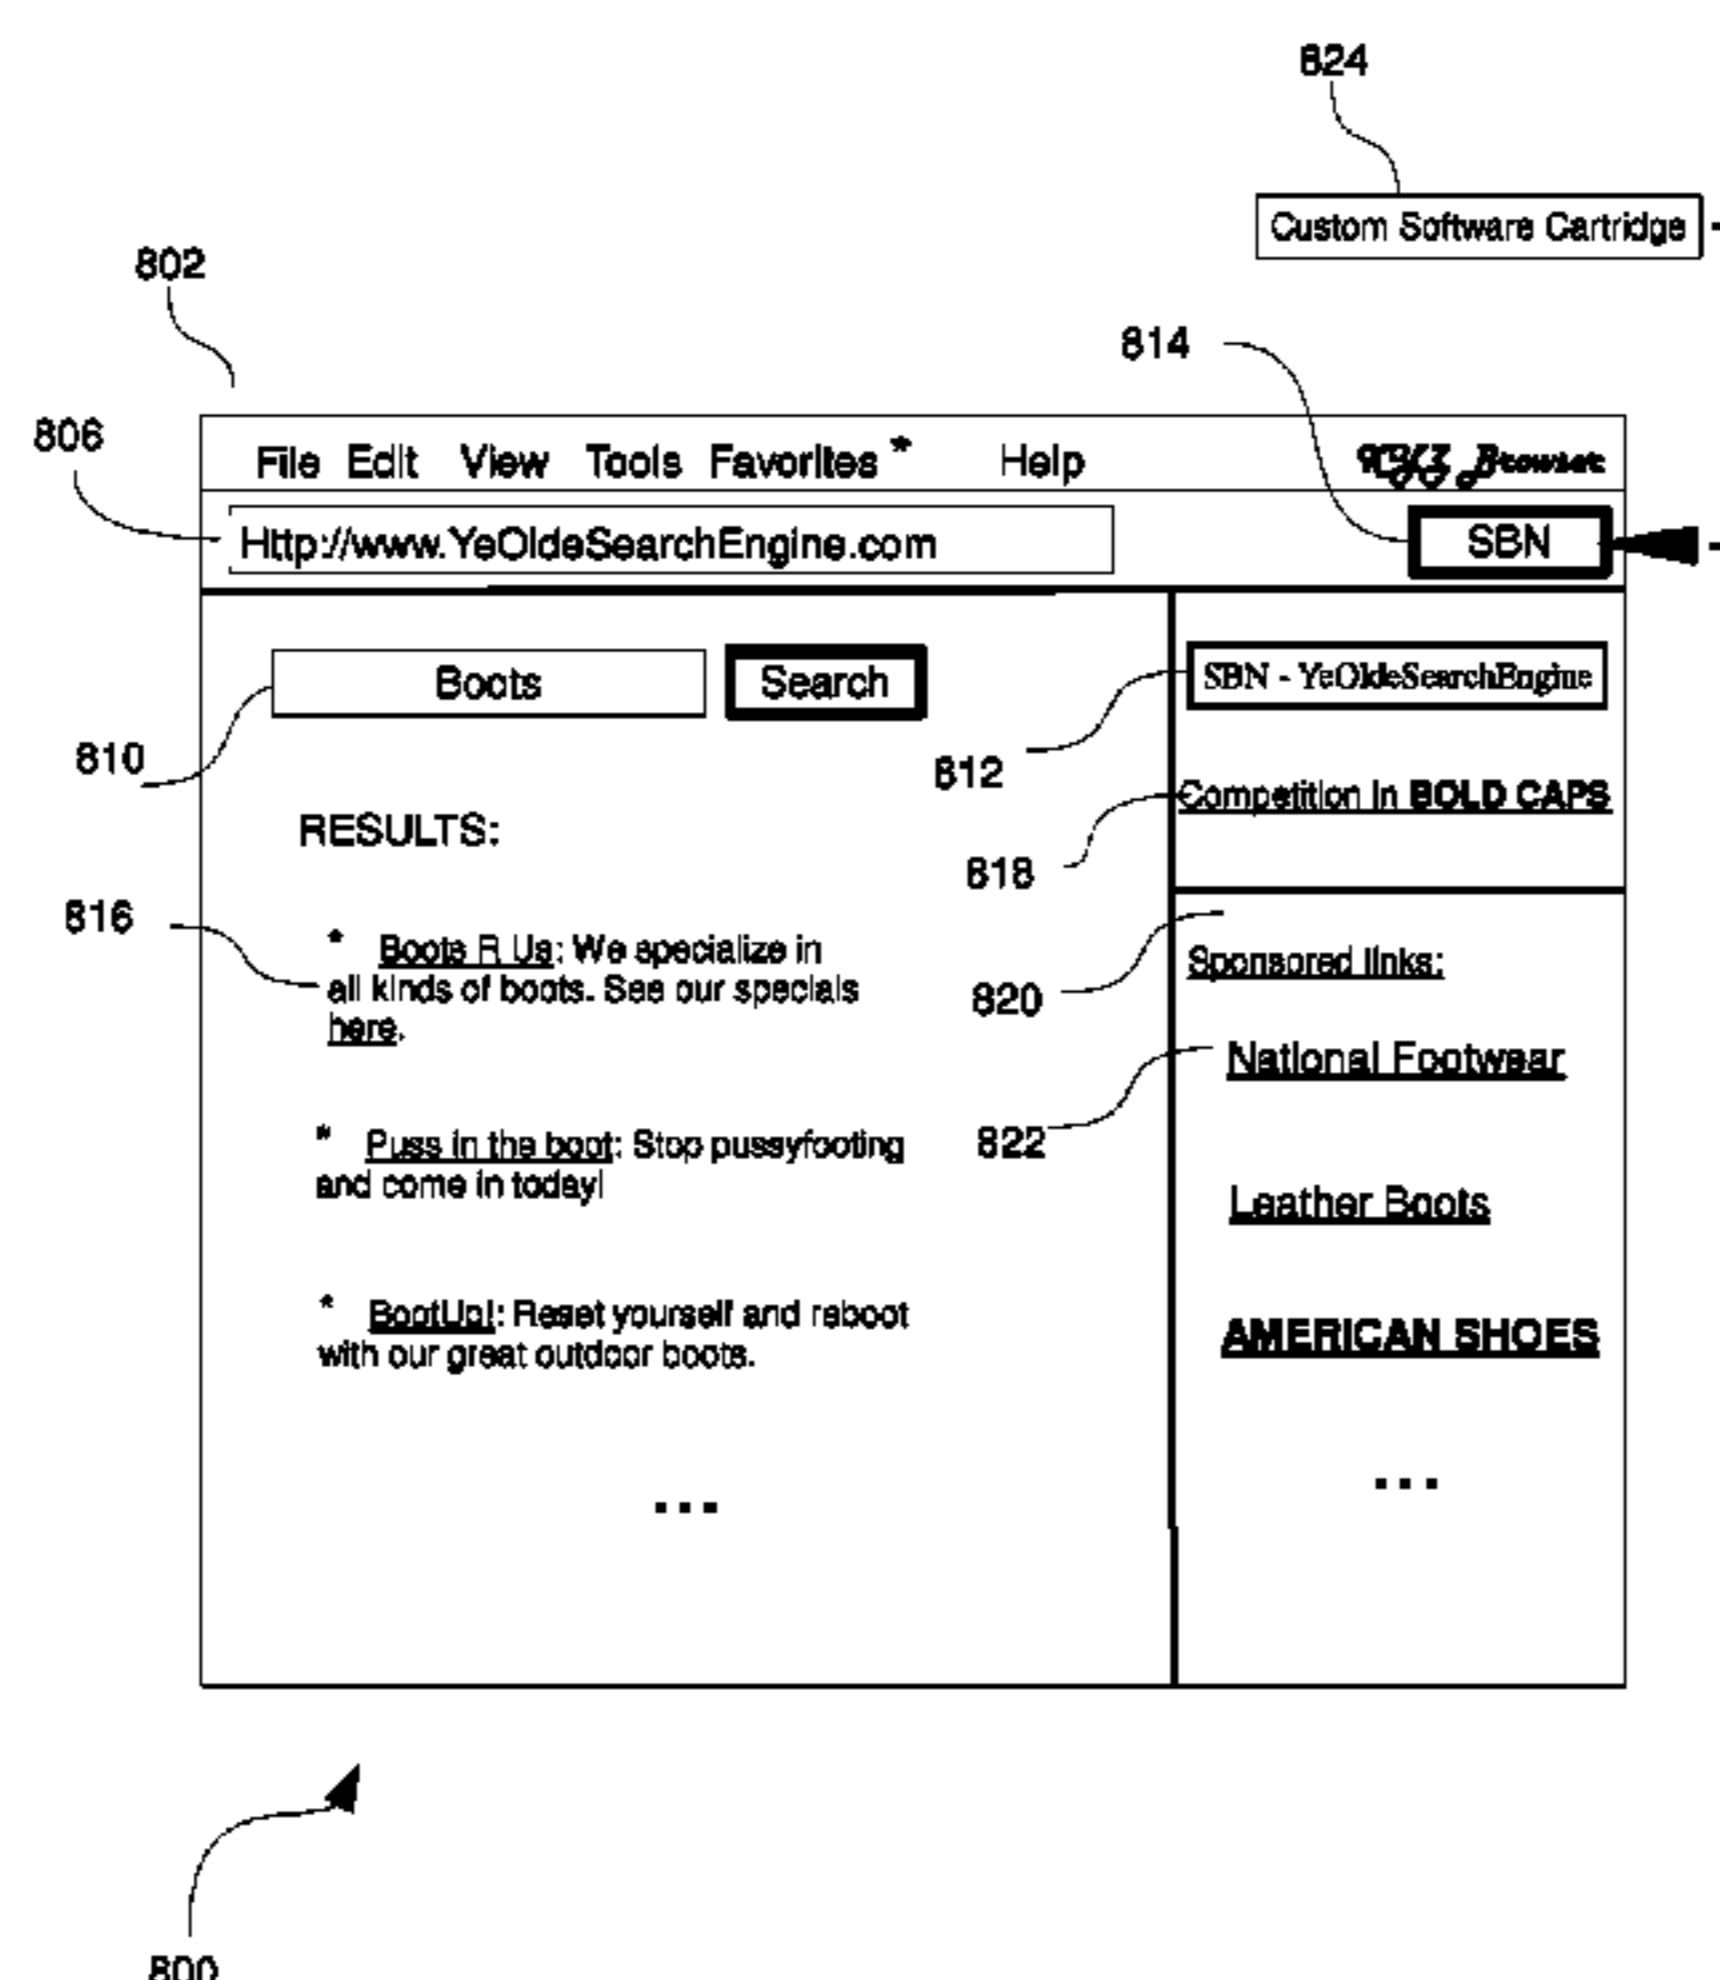 824
Custom Software Cartridge
802
814
806
File Edit View Tools Favorites * Help XYZ Browser
Http://www.YeOldeSearchEngine.com
SBN
Boots
Search
SBN - YeOldeSearchEngine
810
812
Competition in BOLD CAPS
RESULTS:
818
816
* Boots R Us: We specialize in
all kinds of boots. See our specials
here.
820
Sponsored links:
National Footwear
822
* Puss in the boot: Stop pussyfooting
and come in today!
Leather Boots
* BootUp!: Reset yourself and reboot
with our great outdoor boots.
AMERICAN SHOES
...
...
800